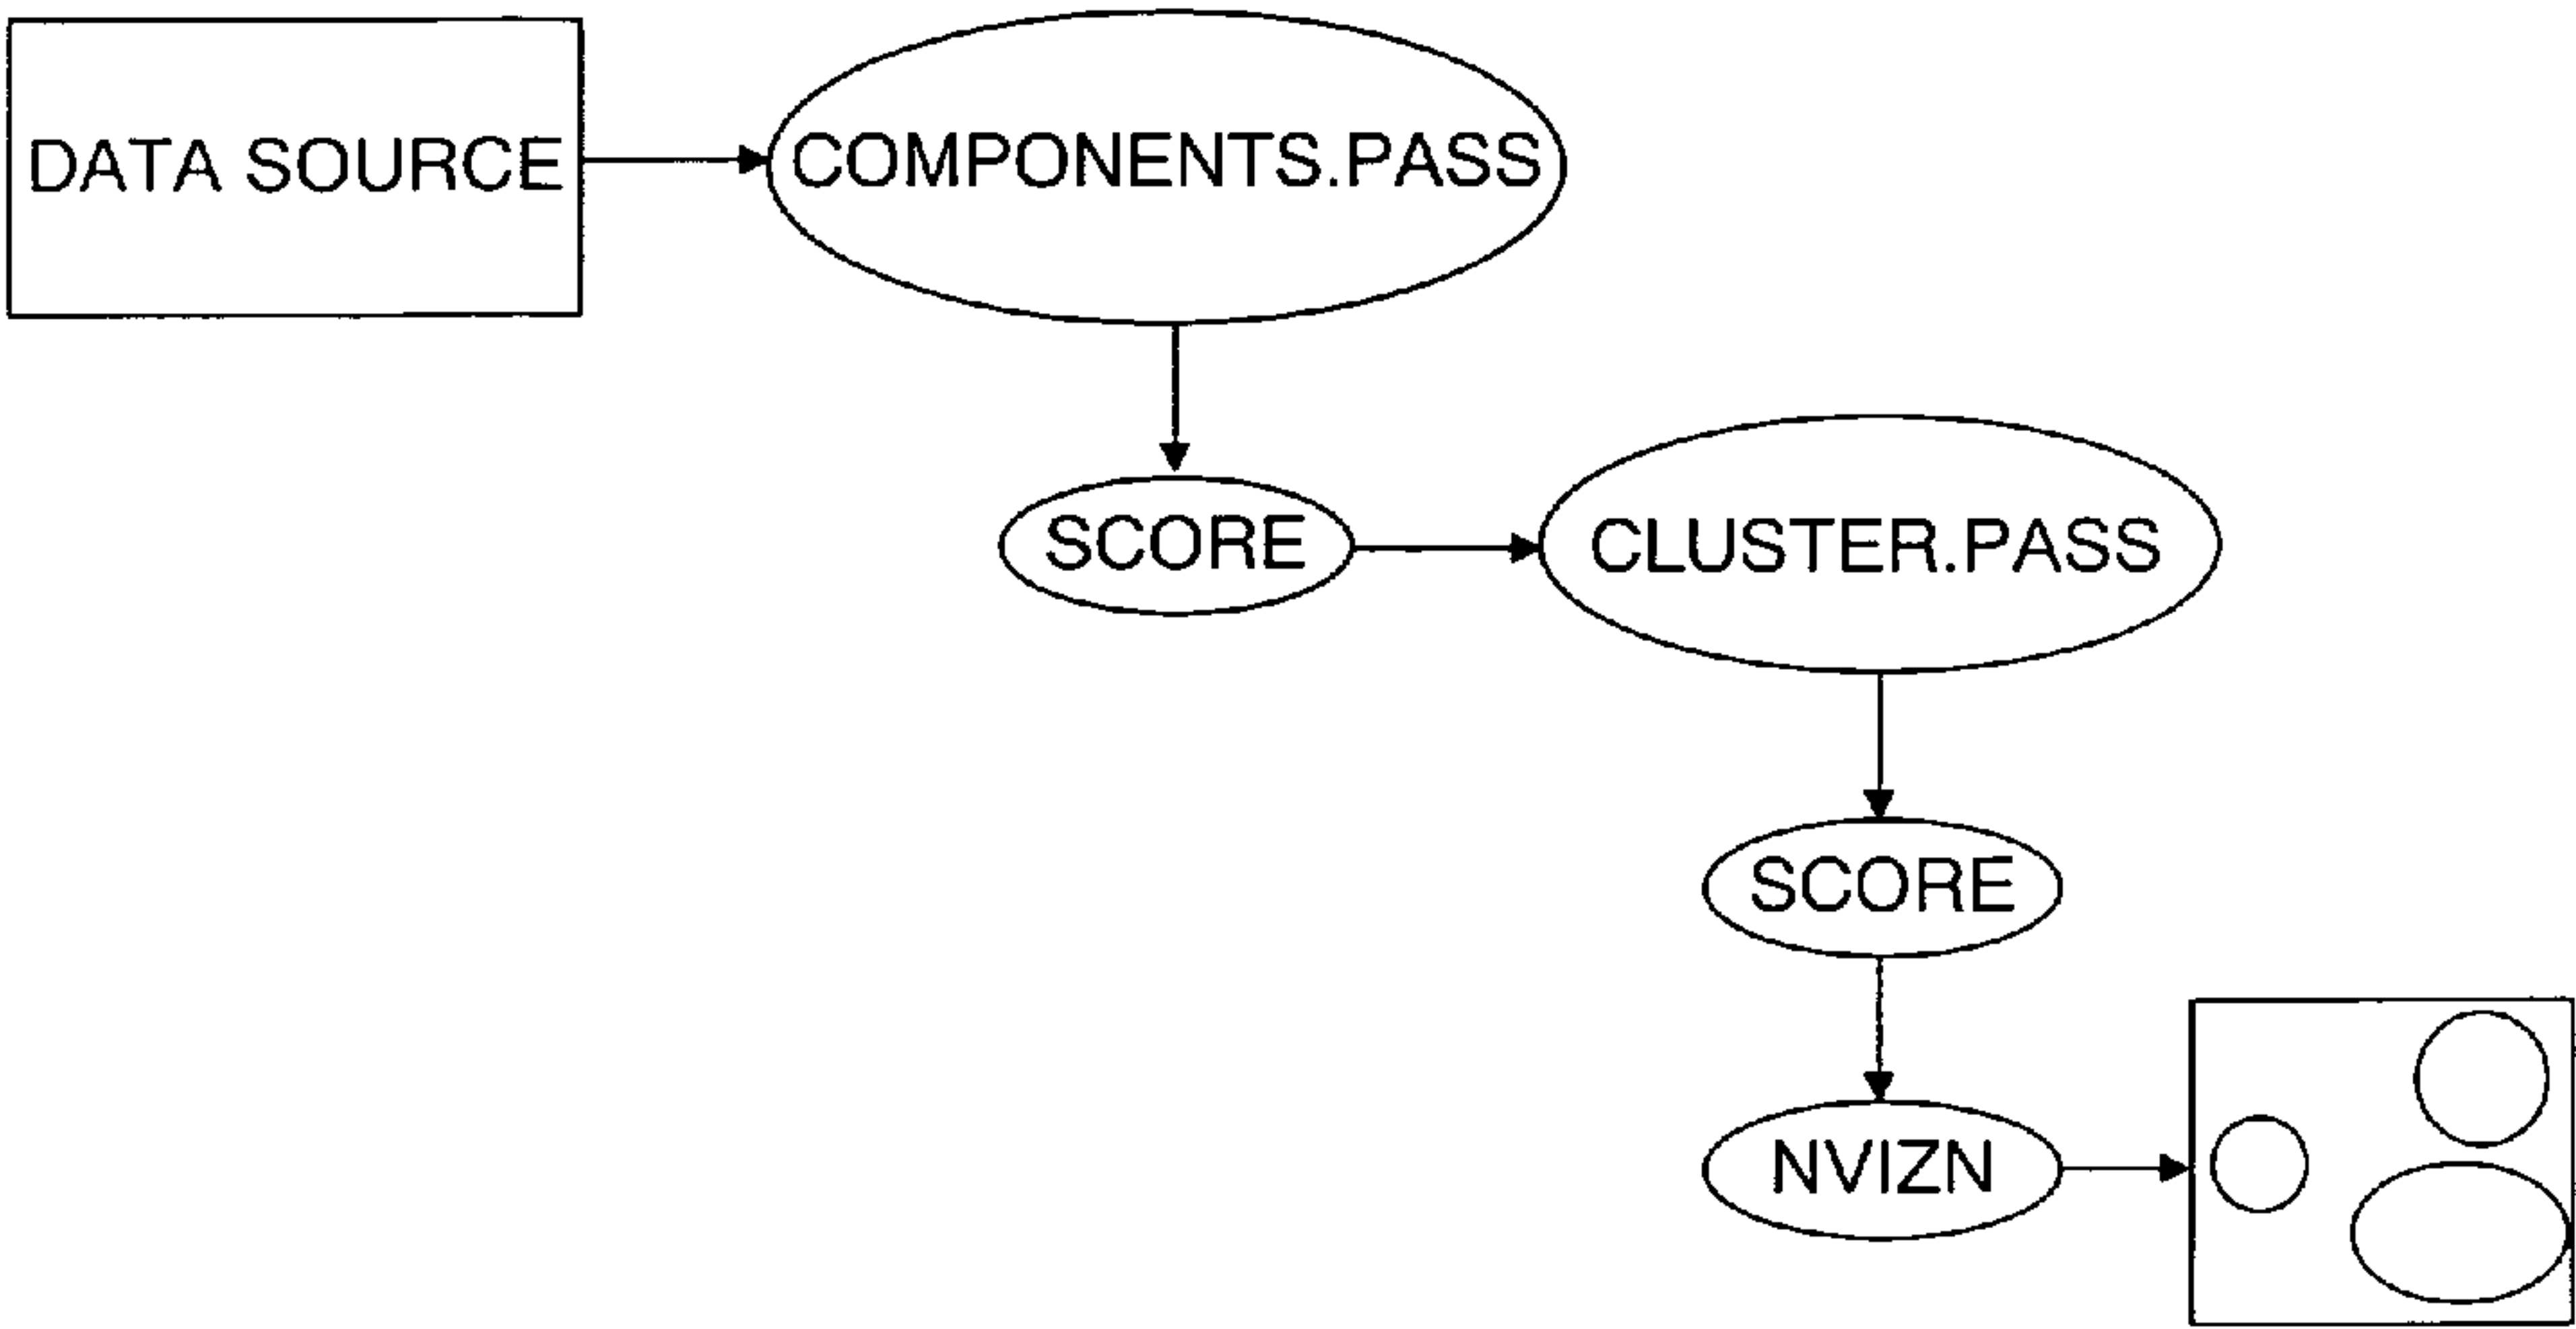 DATA SOURCE
COMPONENTS.PASS
SCORE
CLUSTER.PASS
SCORE
NVIZN